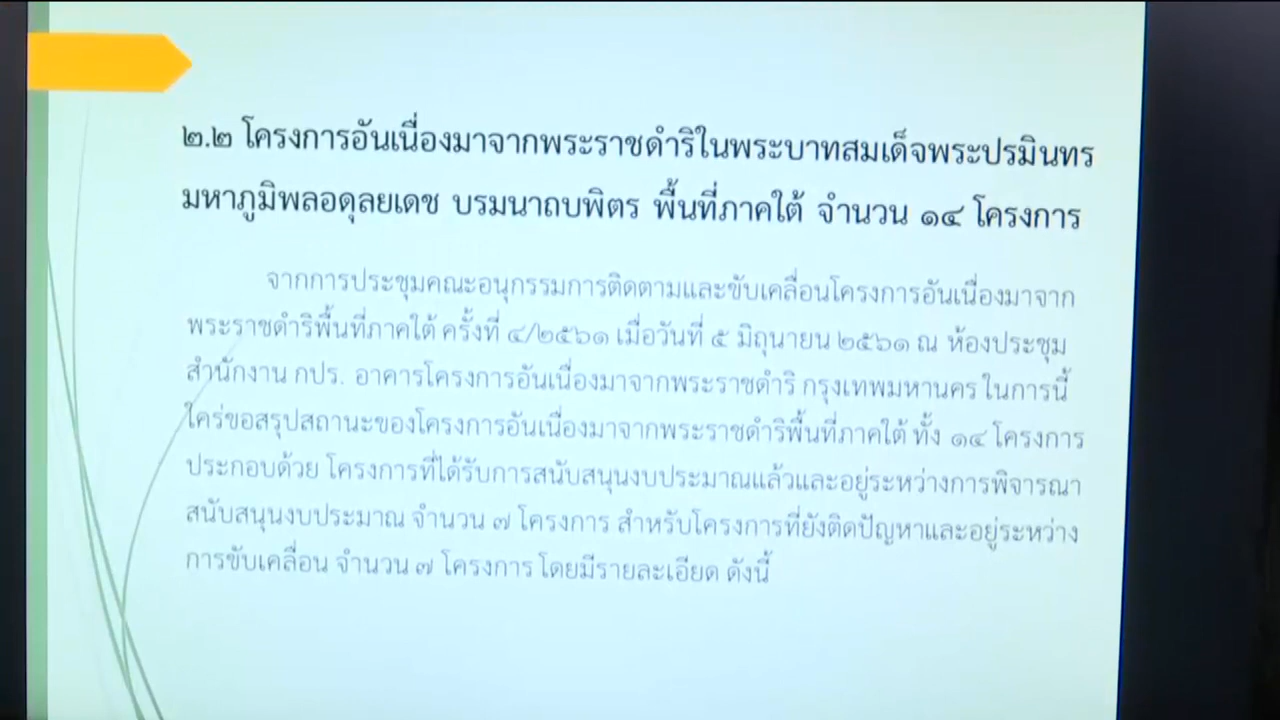 ๒.๒ โครงการอันเนื่องมาจากพระราชดำริในพระบาทสมเด็จพระปรมินทร
มหาภูมิพลอดุลยเดช บรมนาถบพิตร พื้นที่ภาคใต้ จำนวน ๑๔ โครงการ
จากการประชุมคณะอนุกรรมการติดตามและขับเคลื่อนโครงการอันเนื่องมาจาก
พระราชดำริพื้นที่ภาคใต้ ครั้งที่ ๔/๒๕๖๑ เมื่อวันที่ ๕ มิถุนายน ๒๕๖๑ ณ ห้องประชุม
สำนักงาน กปร. อาคารโครงการอันเนื่องมาจากพระราชดำริ กรุงเทพมหานคร ในการนี้
ใคร่ขอสรุปสถานะของโครงการอันเนื่องมาจากพระราชดำริพื้นที่ภาคใต้ ทั้ง ๑๔ โครงการ
ประกอบด้วย โครงการที่ได้รับการสนับสนุนงบประมาณแล้วและอยู่ระหว่างการพิจารณา
สนับสนุนงบประมาณ จำนวน ๗ โครงการ สำหรับโครงการที่ยังติดปัญหาและอยู่ระหว่าง
การขับเคลื่อน จำนวน ๗ โครงการ โดยมีรายละเอียด ดังนี้